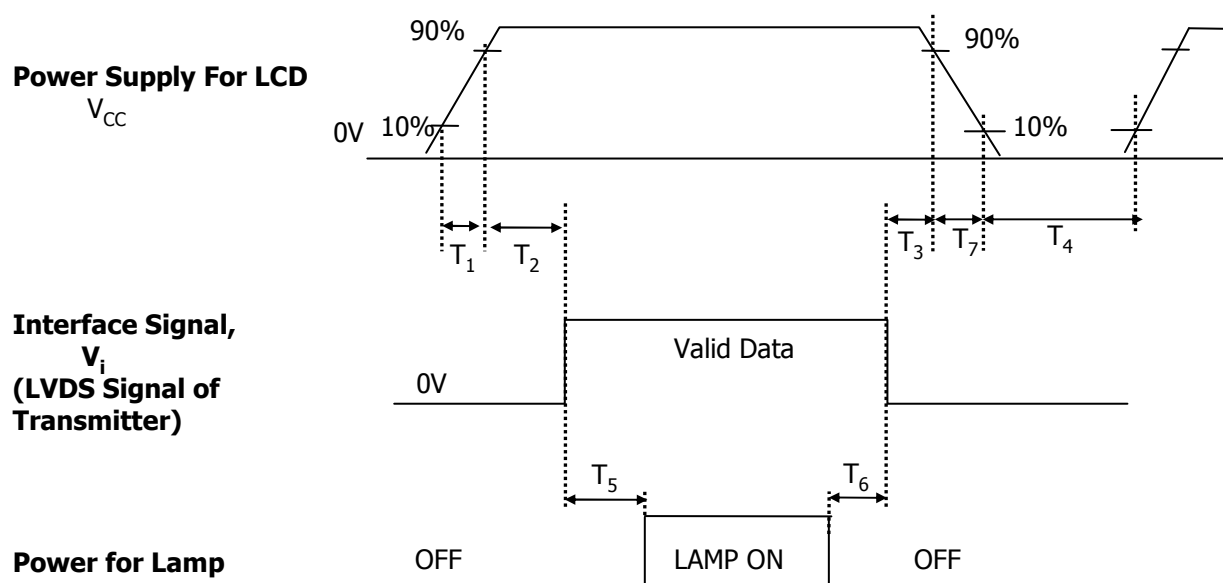 90%
90%
Power Supply For LCD
VCC
0V
10%
10%
T1
T2
T3
T7
T4
Interface Signal,
Vi
(LVDS Signal of
Transmitter)
0V
Valid Data
T5
T6
Power for Lamp
OFF
LAMP ON
OFF